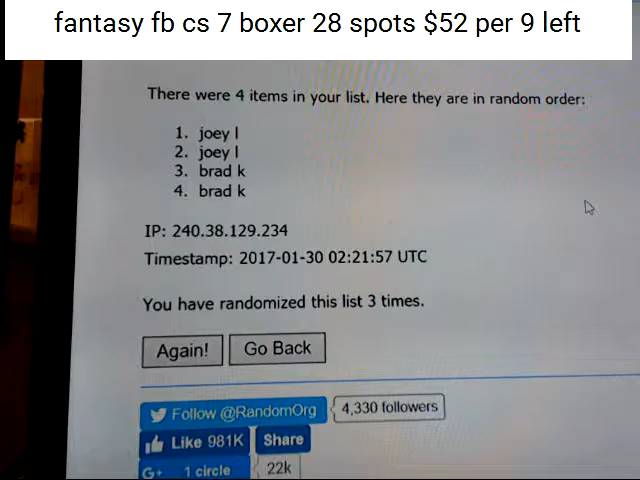 fantasy fb cs 7 boxer 28 spots $52 per 9 left
There were 4 items in your list. Here they are in random order:
1. joey l
2. joey l
3. brad k
4. brad k
IP: 240.38.129.234
Timestamp: 2017-01-30 02:21:57 UTC
You have randomized this list 3 times.
Again! Go Back
Follow @RandomOrg 4,330 followers
Like 981K Share
G+ 1 circle 22k